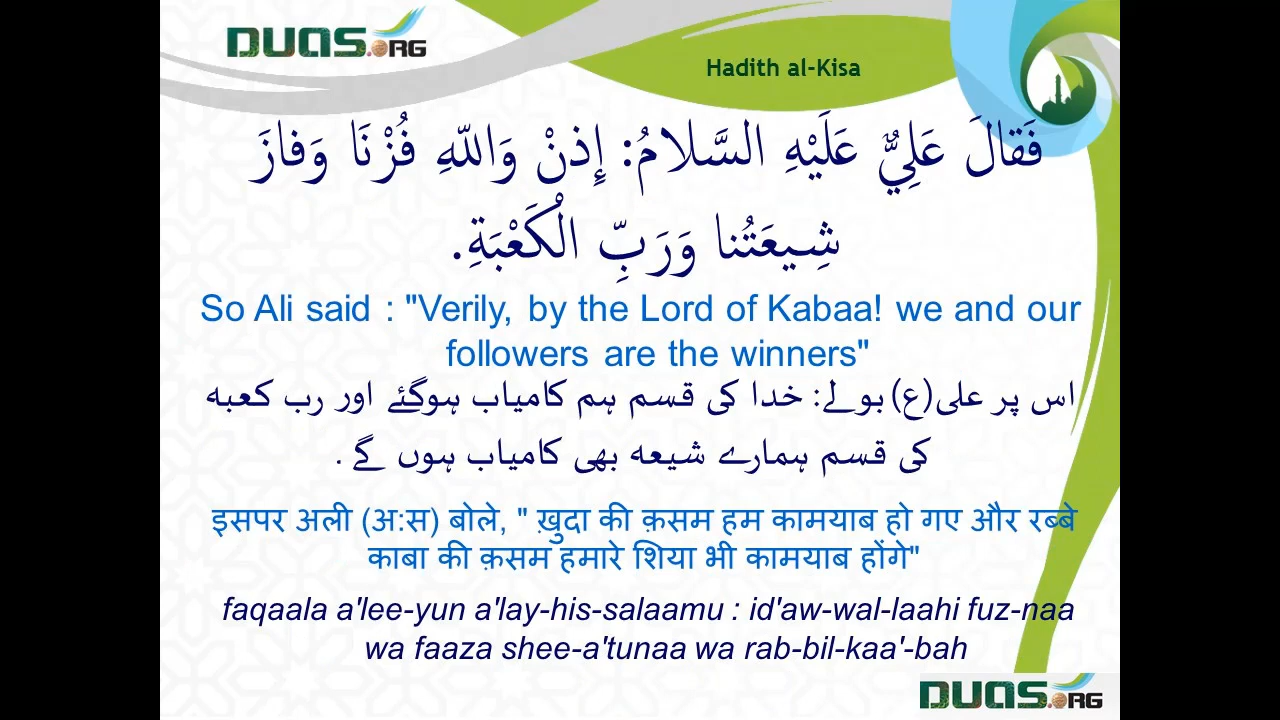 DUAS.ORG
Hadith al-Kisa
فَقالَ عَلِيٌّ عَلَيْهِ السَّلامُ: إِذنْ وَاللّهِ فُزْنَا وَفازَ
شِيعَتُنا وَرَبِّ الْكَعْبَةِ.
So Ali said : "Verily, by the Lord of Kabaa! we and our
followers are the winners"
اس پر علی(ع) بولے: خدا کی قسم ہم کامیاب ہوگئے اور رب کعبہ
کی قسم ہمارے شیعہ بھی کامیاب ہوں گے .
इसपर अली (अ:स) बोले, " ख़ुदा की क़सम हम कामयाब हो गए और रब्बे
काबा की क़सम हमारे शिया भी कामयाब होंगे"
faqaala a'lee-yun a'lay-his-salaamu : id'aw-wal-laahi fuz-naa
wa faaza shee-a'tunaa wa rab-bil-kaa'-bah
DUAS.ORG